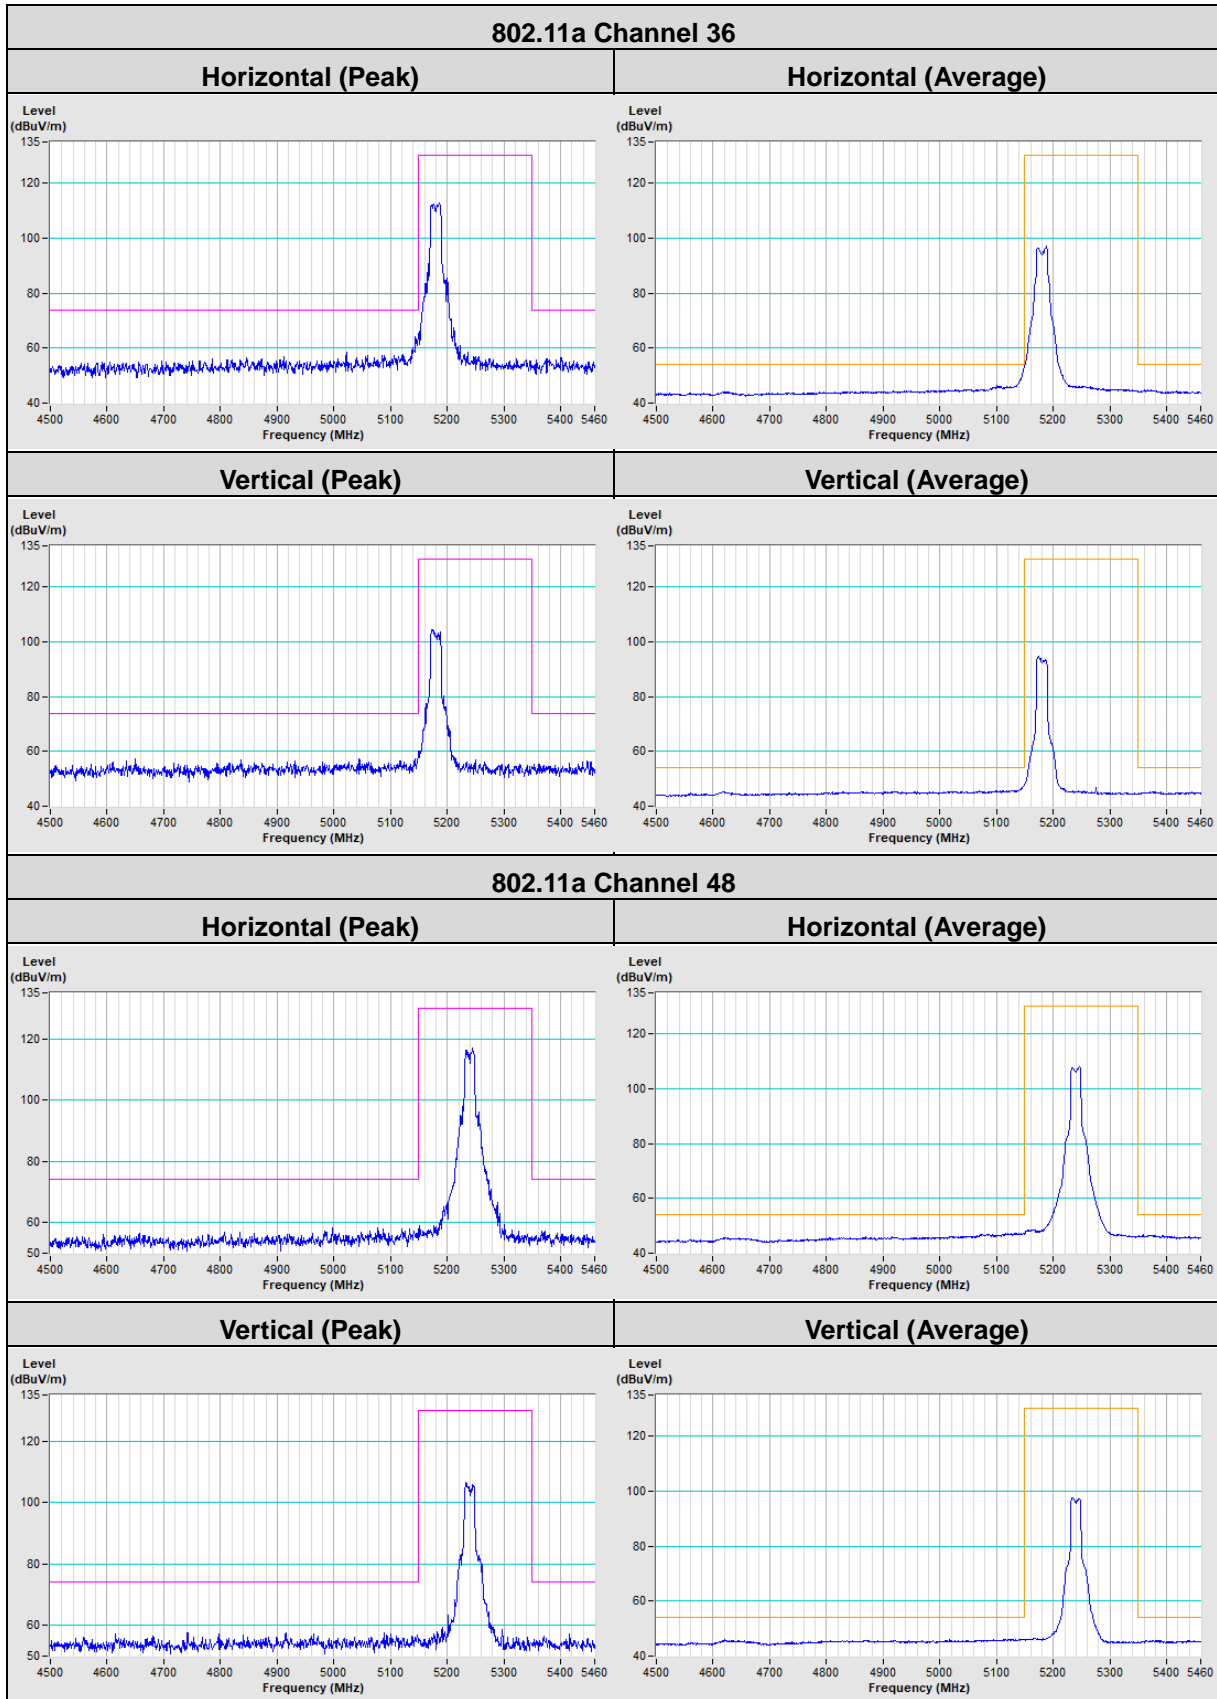 802.11a Channel 36
Horizontal (Peak) Horizontal (Average)
Level Level
(dBuV/m) (dBuV/m)
135 135
120 120
100 100
80 80
60 60
40 40
4500 4600 4700 4800 4900 5000 5100 5200 5300 5400 5460 4500 4600 4700 4800 4900 5000 5100 5200 5300 5400 5460
Frequency (MHz) Frequency (MHz)
Vertical (Peak) Vertical (Average)
Level Level
(dBuV/m) (dBuV/m)
135 135
120 120
100 100
80 80
60 60
40 40
4500 4600 4700 4800 4900 5000 5100 5200 5300 5400 5460 4500 4600 4700 4800 4900 5000 5100 5200 5300 5400 5460
Frequency (MHz) Frequency (MHz)
802.11a Channel 48
Horizontal (Peak) Horizontal (Average)
Level Level
(dBuV/m) (dBuV/m)
135 135
120 120
100 100
80 80
60 60
50 40
4500 4600 4700 4800 4900 5000 5100 5200 5300 5400 5460 4500 4600 4700 4800 4900 5000 5100 5200 5300 5400 5460
Frequency (MHz) Frequency (MHz)
Vertical (Peak) Vertical (Average)
Level Level
(dBuV/m) (dBuV/m)
135 135
120 120
100 100
80 80
60 60
50 40
4500 4600 4700 4800 4900 5000 5100 5200 5300 5400 5460 4500 4600 4700 4800 4900 5000 5100 5200 5300 5400 5460
Frequency (MHz) Frequency (MHz)